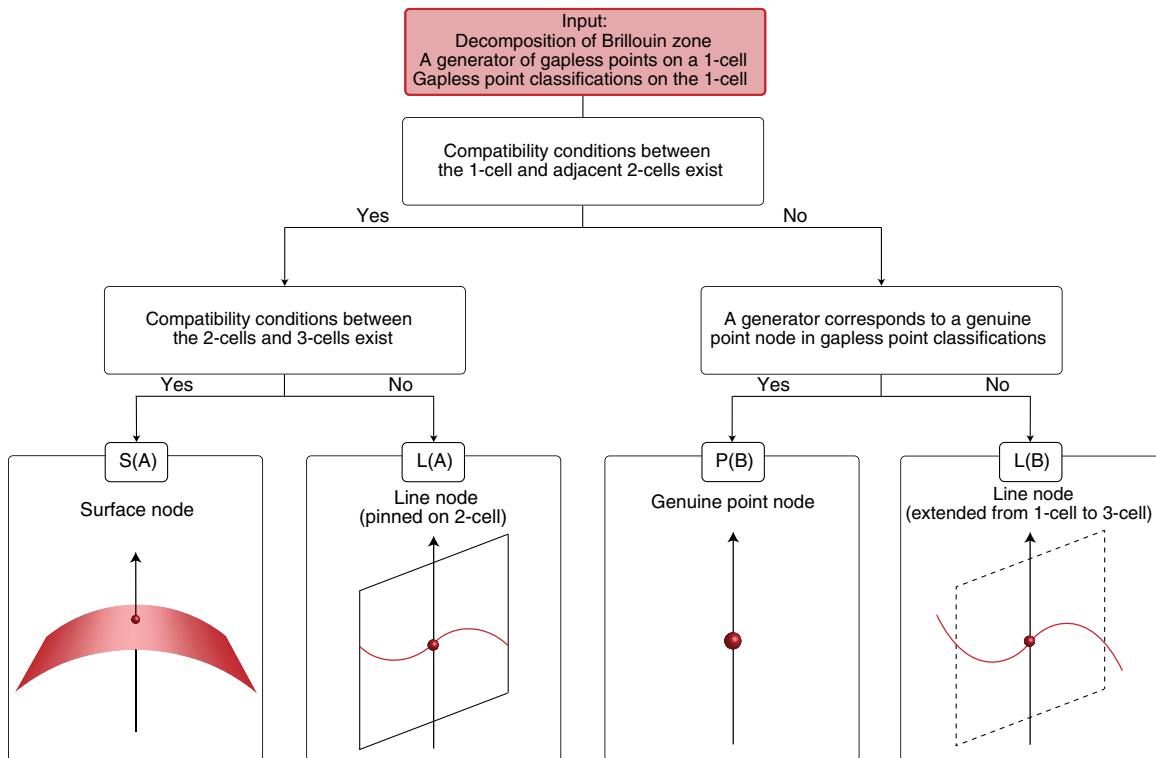 Input:
Decomposition of Brillouin zone
A generator of gapless points on a 1-cell
Gapless point classifications on the 1-cell
Compatibility conditions between
the 1-cell and adjacent 2-cells exist
Yes
No
Compatibility conditions between
the 2-cells and 3-cells exist
A generator corresponds to a genuine
point node in gapless point classifications
Yes
No
Yes
No
S(A)
L(A)
P(B)
L(B)
Surface node
Line node
(pinned on 2-cell)
Genuine point node
Line node
(extended from 1-cell to 3-cell)